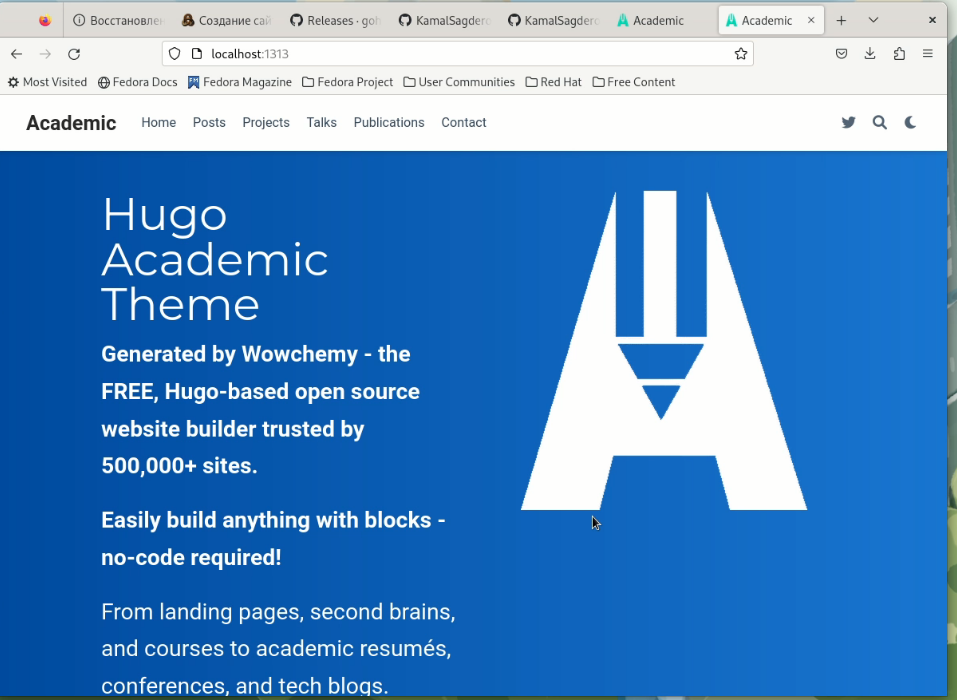 Восстановлен Создание сай Releases · goh KamalSagdero KamalSagdero Academic Academic
localhost:1313
Most Visited Fedora Docs Fedora Magazine Fedora Project User Communities Red Hat Free Content
Academic Home Posts Projects Talks Publications Contact
Hugo
Academic
Theme
Generated by Wowchemy - the
FREE, Hugo-based open source
website builder trusted by
500,000+ sites.
Easily build anything with blocks -
no-code required!
From landing pages, second brains,
and courses to academic resumés,
conferences, and tech blogs.